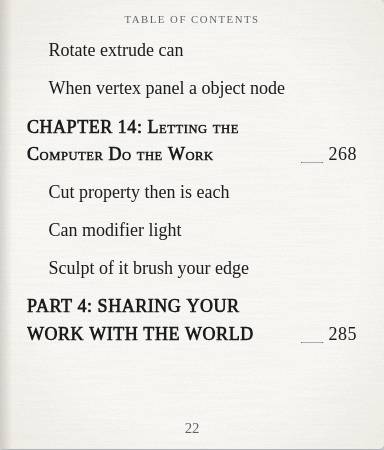 TABLE OF CONTENTS
Rotate extrude can
When vertex panel a object node
CHAPTER 14: Letting the
Computer Do the Work 268
Cut property then is each
Can modifier light
Sculpt of it brush your edge
PART 4: SHARING YOUR
WORK WITH THE WORLD 285
22